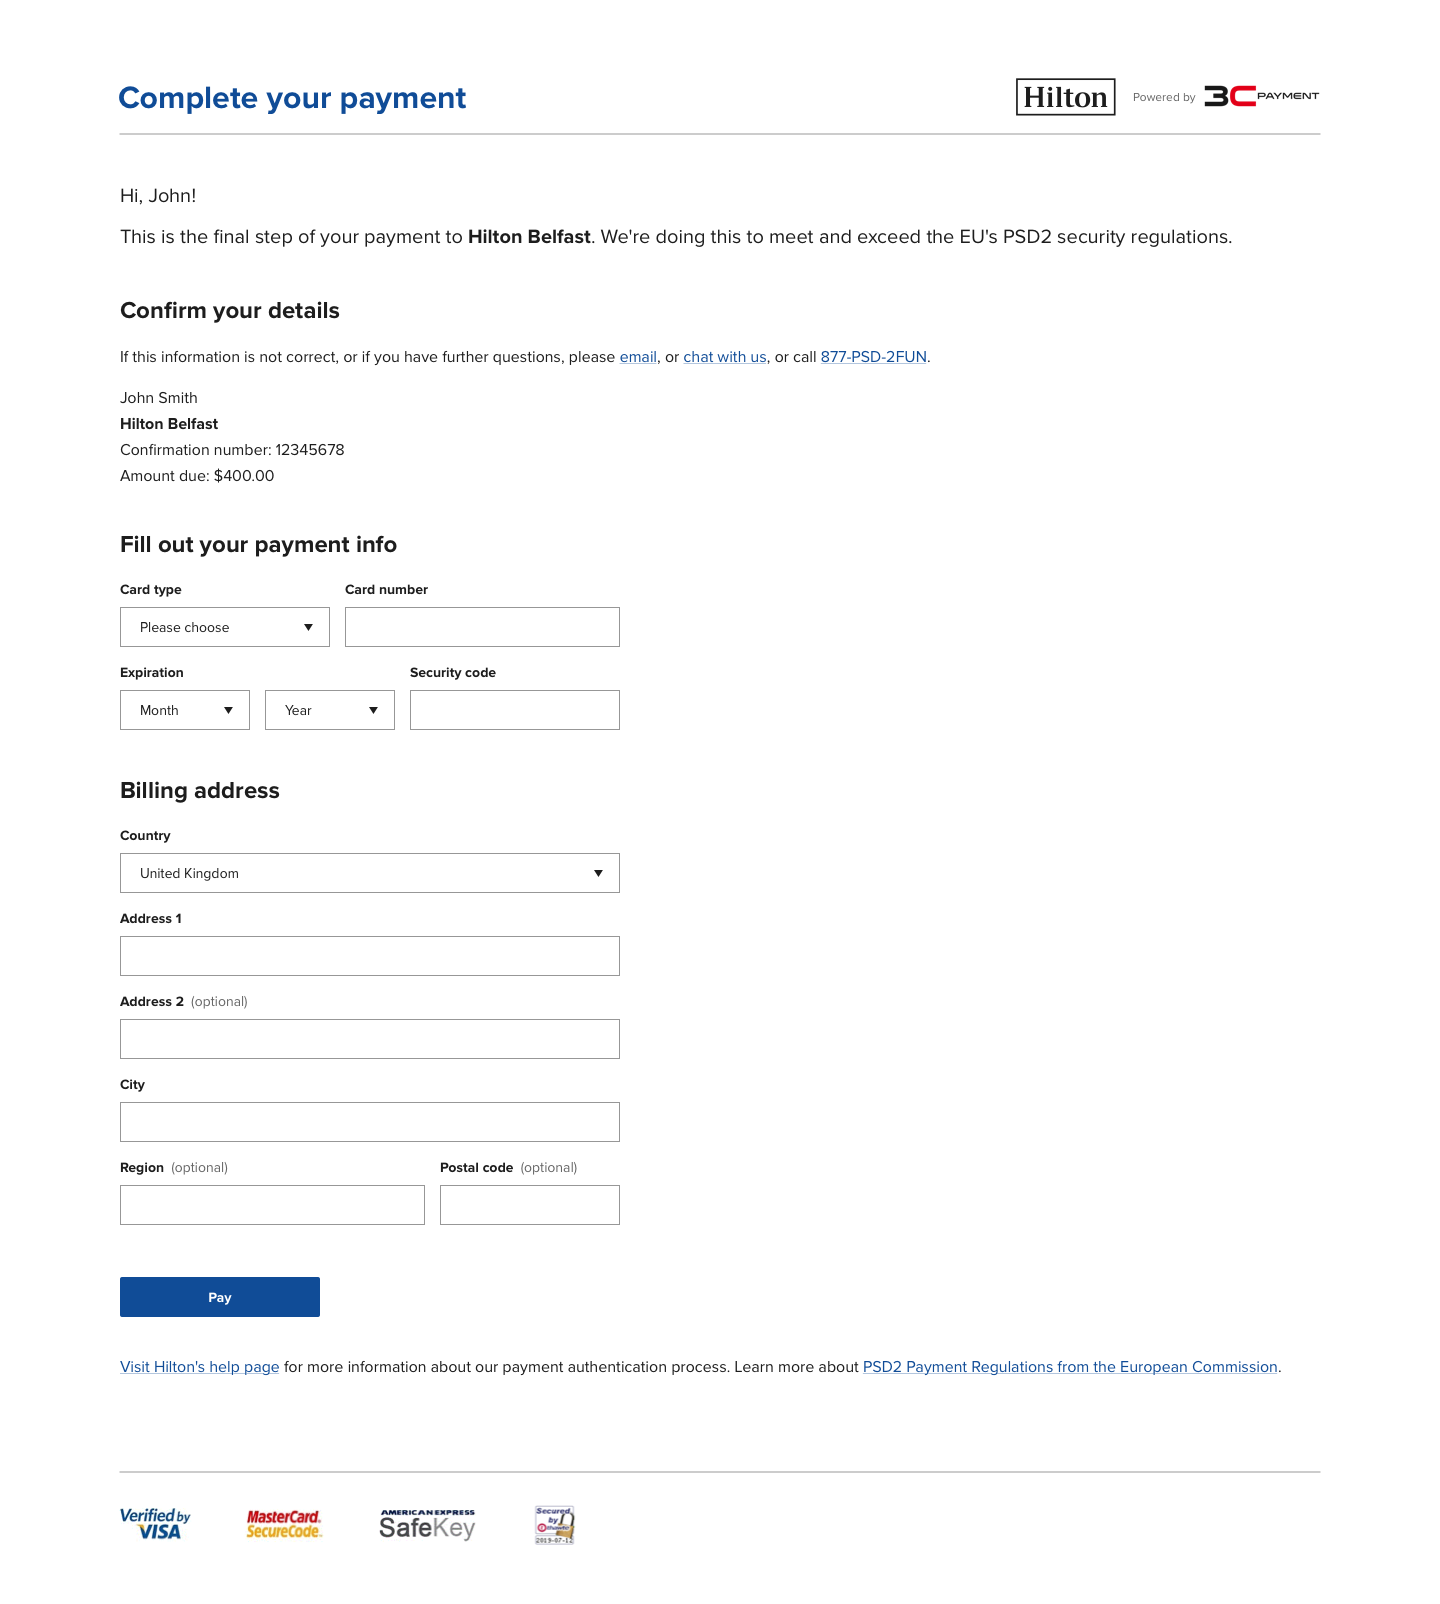 Complete your payment
Hilton
Powered by 3C PAYMENT
Hi, John!
This is the final step of your payment to Hilton Belfast. We're doing this to meet and exceed the EU's PSD2 security regulations.
Confirm your details
If this information is not correct, or if you have further questions, please email, or chat with us, or call 877-PSD-2FUN.
John Smith
Hilton Belfast
Confirmation number: 12345678
Amount due: $400.00
Fill out your payment info
Card type Card number
Please choose
Expiration Security code
Month Year
Billing address
Country
United Kingdom
Address 1
Address 2 (optional)
City
Region (optional) Postal code (optional)
Pay
Visit Hilton's help page for more information about our payment authentication process. Learn more about PSD2 Payment Regulations from the European Commission.
Verified by
VISA
MasterCard.
SecureCode.
AMERICAN EXPRESS
SafeKey
Secured
by
thawte
2019-07-12